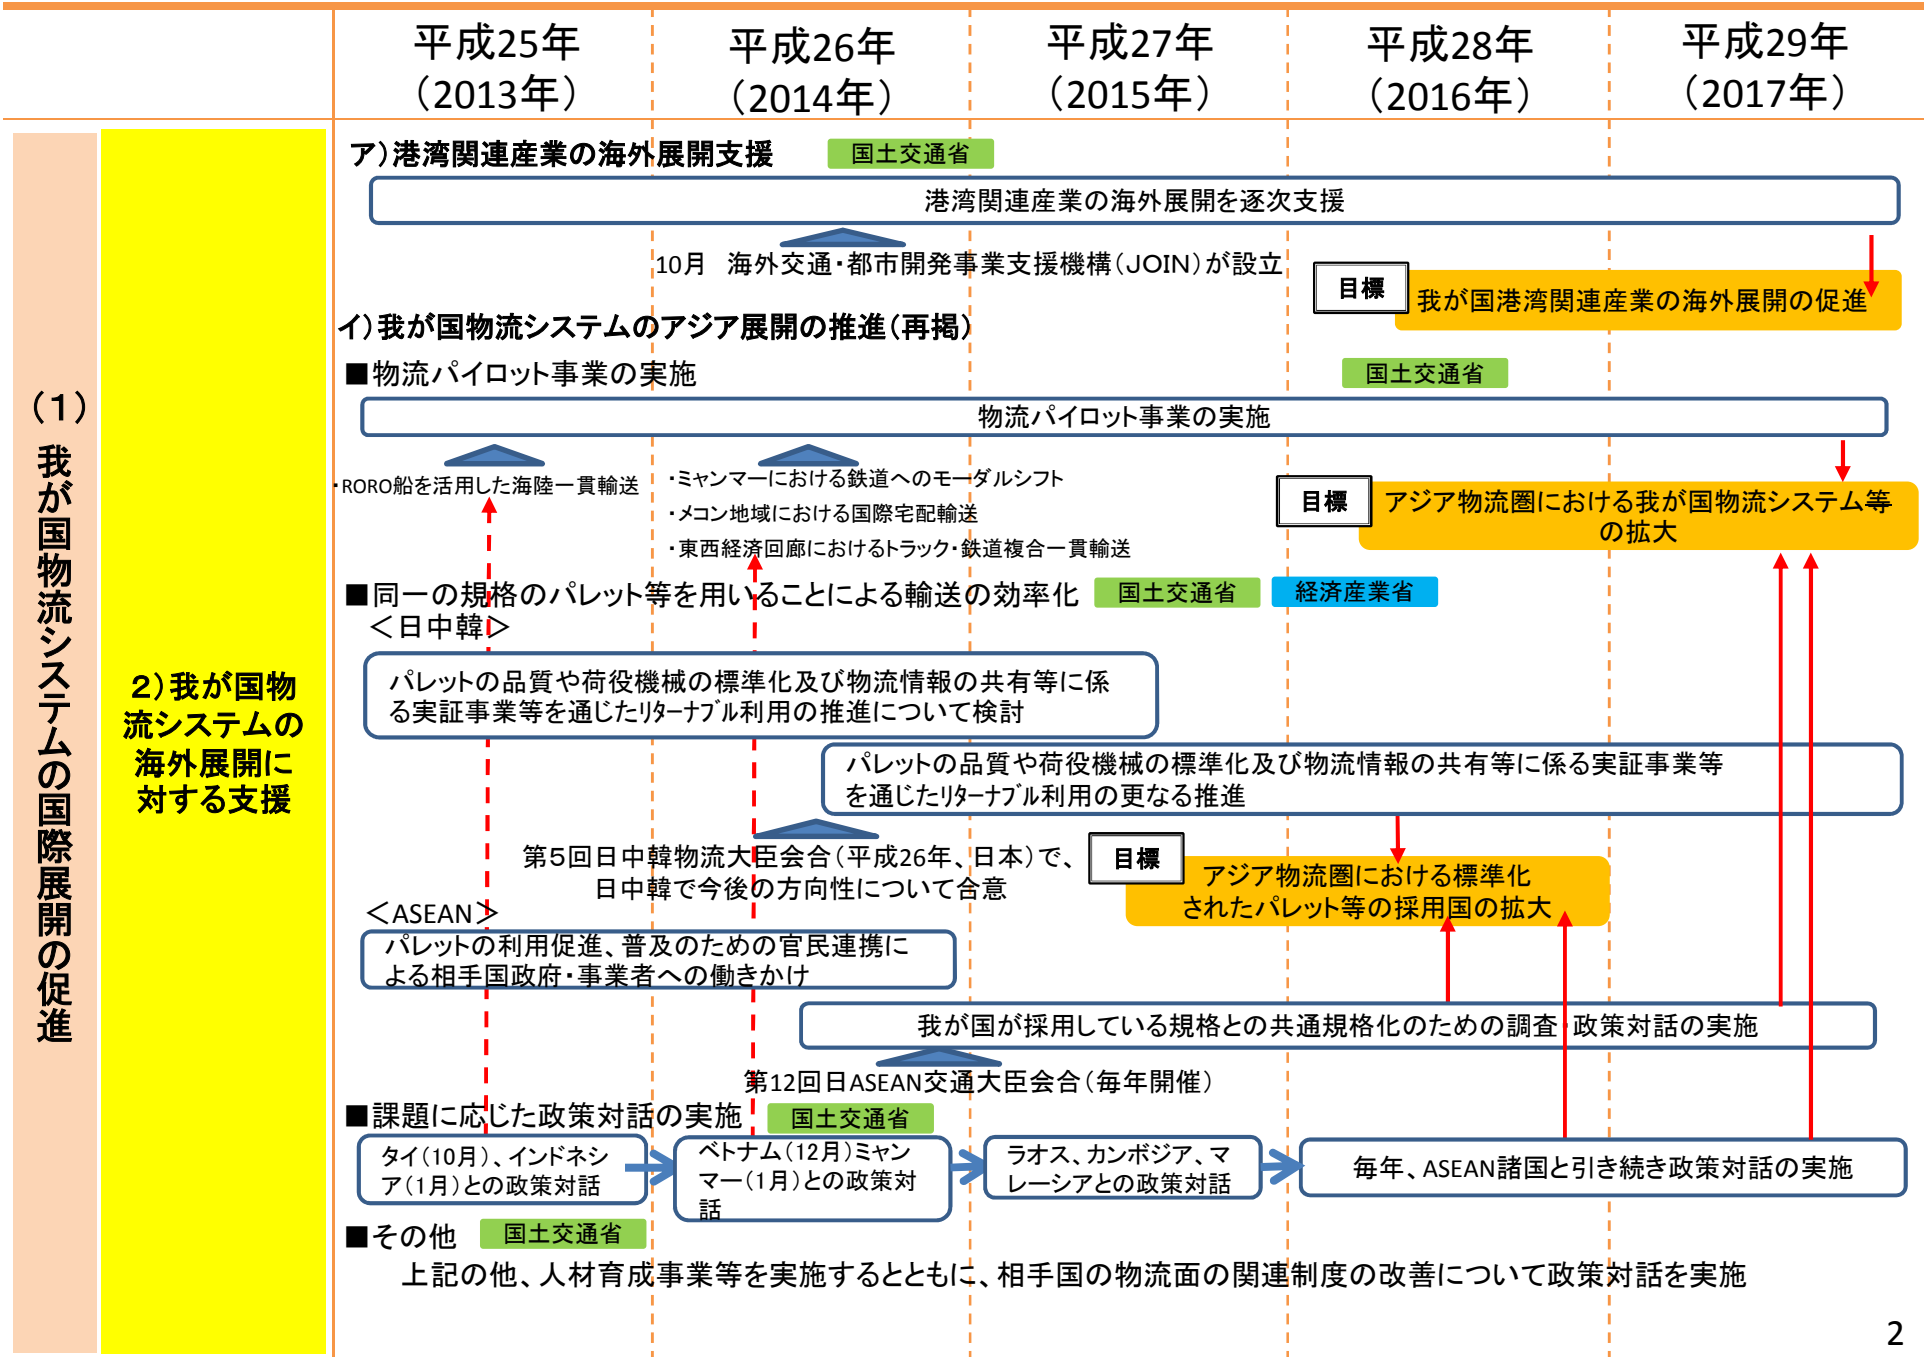 平成25年
（2013年）
平成26年
（2014年）
平成27年
（2015年）
平成28年
（2016年）
平成29年
（2017年）
（1）我が国物流システムの国際展開の促進
２）我が国物
流システムの
海外展開に
対する支援
ア）港湾関連産業の海外展開支援
国土交通省
港湾関連産業の海外展開を逐次支援
10月　海外交通・都市開発事業支援機構（JOIN）が設立
目標
我が国港湾関連産業の海外展開の促進
イ）我が国物流システムのアジア展開の推進（再掲）
■物流パイロット事業の実施
国土交通省
物流パイロット事業の実施
・RORO船を活用した海陸一貫輸送
・ミャンマーにおける鉄道へのモーダルシフト
・メコン地域における国際宅配輸送
・東西経済回廊におけるトラック・鉄道複合一貫輸送
目標
アジア物流圏における我が国物流システム等
の拡大
■同一の規格のパレット等を用いることによる輸送の効率化
国土交通省
経済産業省
＜日中韓＞
パレットの品質や荷役機械の標準化及び物流情報の共有等に係
る実証事業等を通じたﾘﾀｰﾅﾌﾞﾙ利用の推進について検討
パレットの品質や荷役機械の標準化及び物流情報の共有等に係る実証事業等
を通じたﾘﾀｰﾅﾌﾞﾙ利用の更なる推進
第５回日中韓物流大臣会合（平成26年、日本）で、
日中韓で今後の方向性について合意
目標
アジア物流圏における標準化
されたパレット等の採用国の拡大
＜ASEAN＞
パレットの利用促進、普及のための官民連携に
よる相手国政府・事業者への働きかけ
我が国が採用している規格との共通規格化のための調査・政策対話の実施
第12回日ASEAN交通大臣会合（毎年開催）
■課題に応じた政策対話の実施
国土交通省
タイ（10月）、インドネシ
ア（1月）との政策対話
ベトナム（12月）ミャン
マー（1月）との政策対
話
ラオス、カンボジア、マ
レーシアとの政策対話
毎年、ASEAN諸国と引き続き政策対話の実施
■その他
国土交通省
上記の他、人材育成事業等を実施するとともに、相手国の物流面の関連制度の改善について政策対話を実施
2